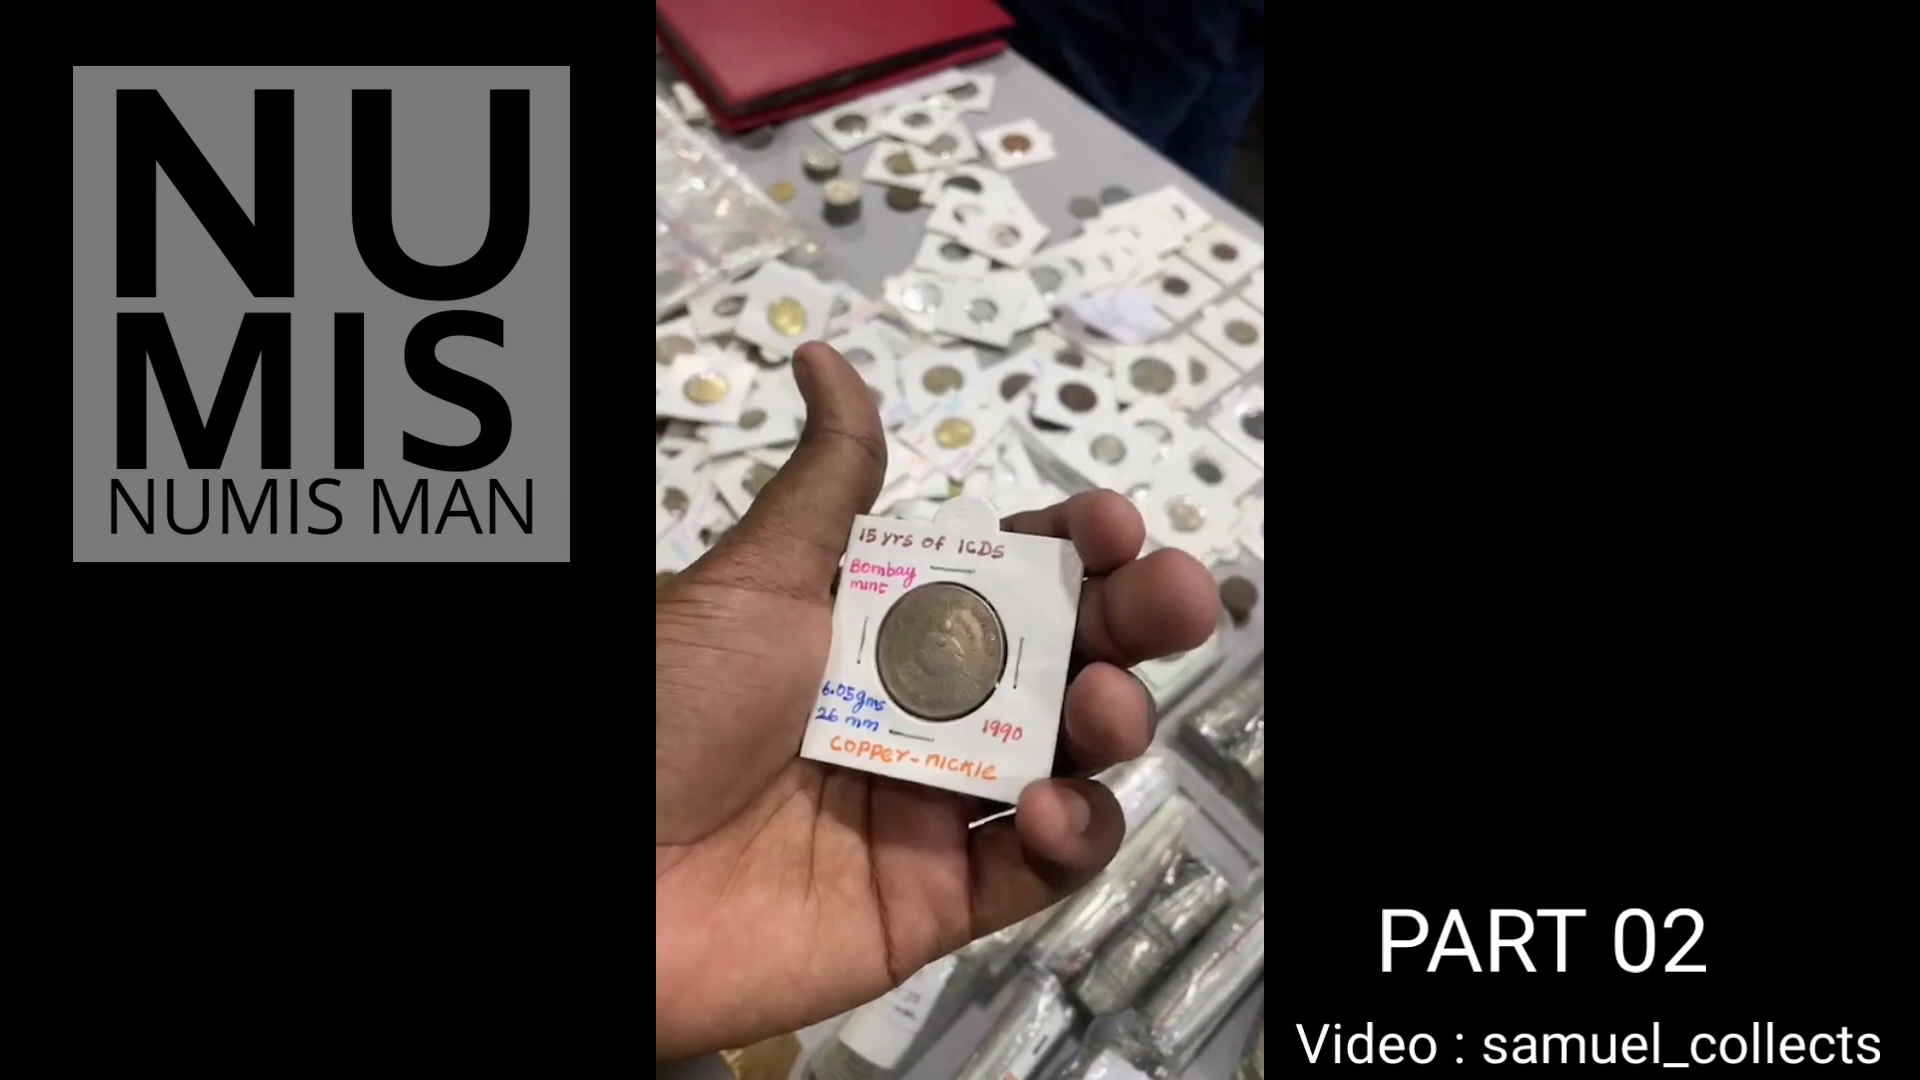 NU
MIS
NUMIS MAN
15 yrs of ICDS
Bombay
mint
6.05gms
26 mm
1990
copper-nickle
PART 02
Video : samuel_collects